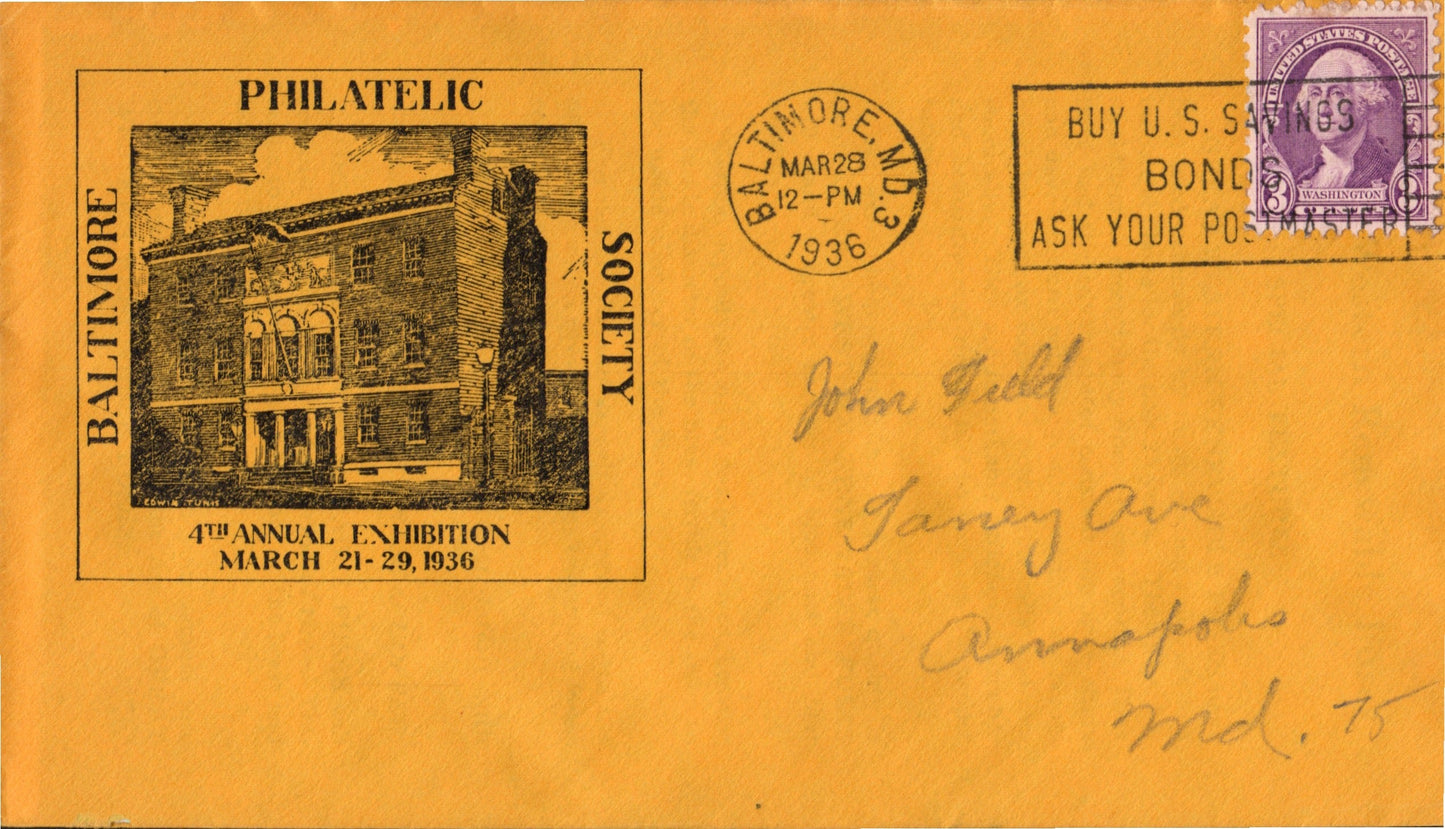 PHILATELIC
BALTIMORE
SOCIETY
EDWIN TUNIS
4TH ANNUAL EXHIBITION
MARCH 21-29, 1936
BALTIMORE, MD. 3
MAR 28
12-PM
1936
BUY U. S. SAVINGS
BONDS
ASK YOUR POSTMASTER
UNITED STATES POSTAGE
WASHINGTON
3 3
John Field
Taney Ave
Annapolis
Md. 75